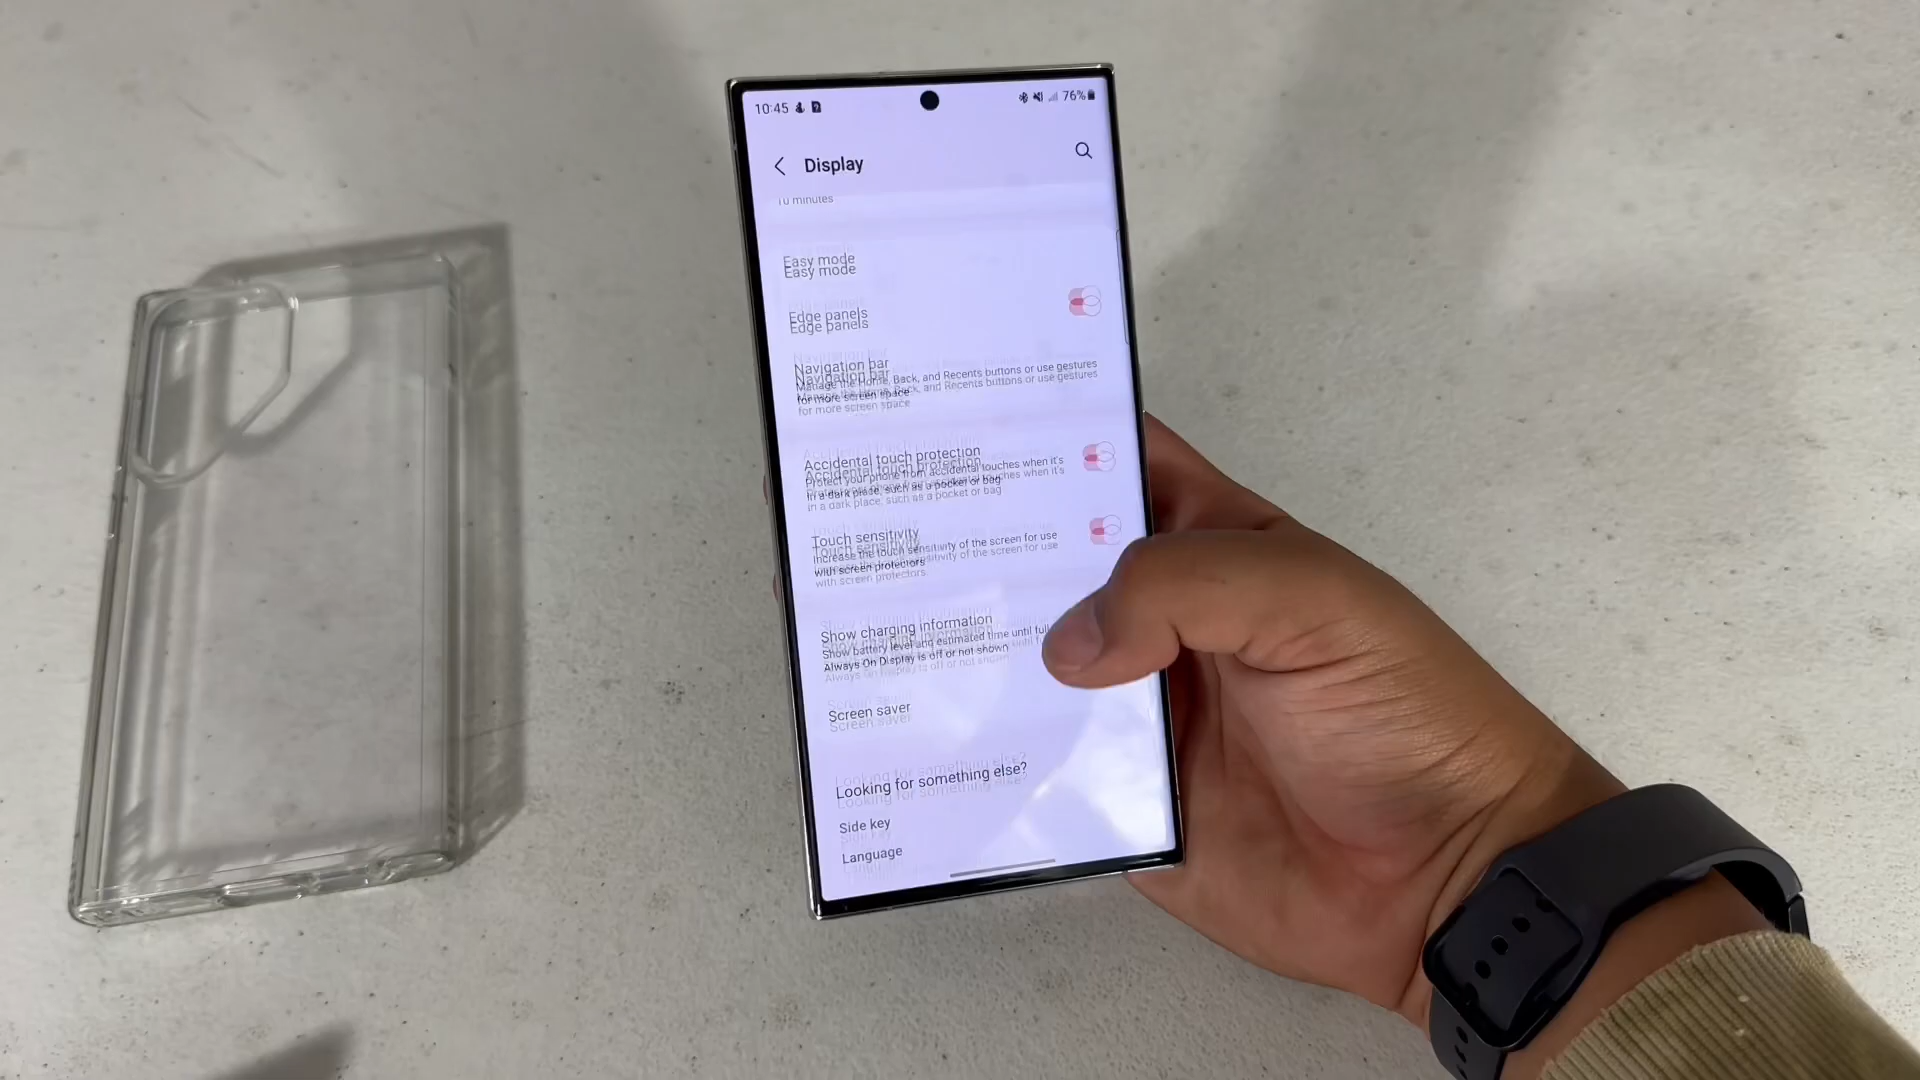 10:45
76%
Display
10 minutes
Easy mode
Edge panels
Navigation bar
Manage the Home, Back, and Recents buttons or use gestures
for more screen space
Accidental touch protection
Protect your phone from accidental touches when it's
in a dark place, such as a pocket or bag
Touch sensitivity
Increase the touch sensitivity of the screen for use
with screen protectors
Show charging information
Show battery level and estimated time until full
Always On Display is off or not shown
Screen saver
Looking for something else?
Side key
Language